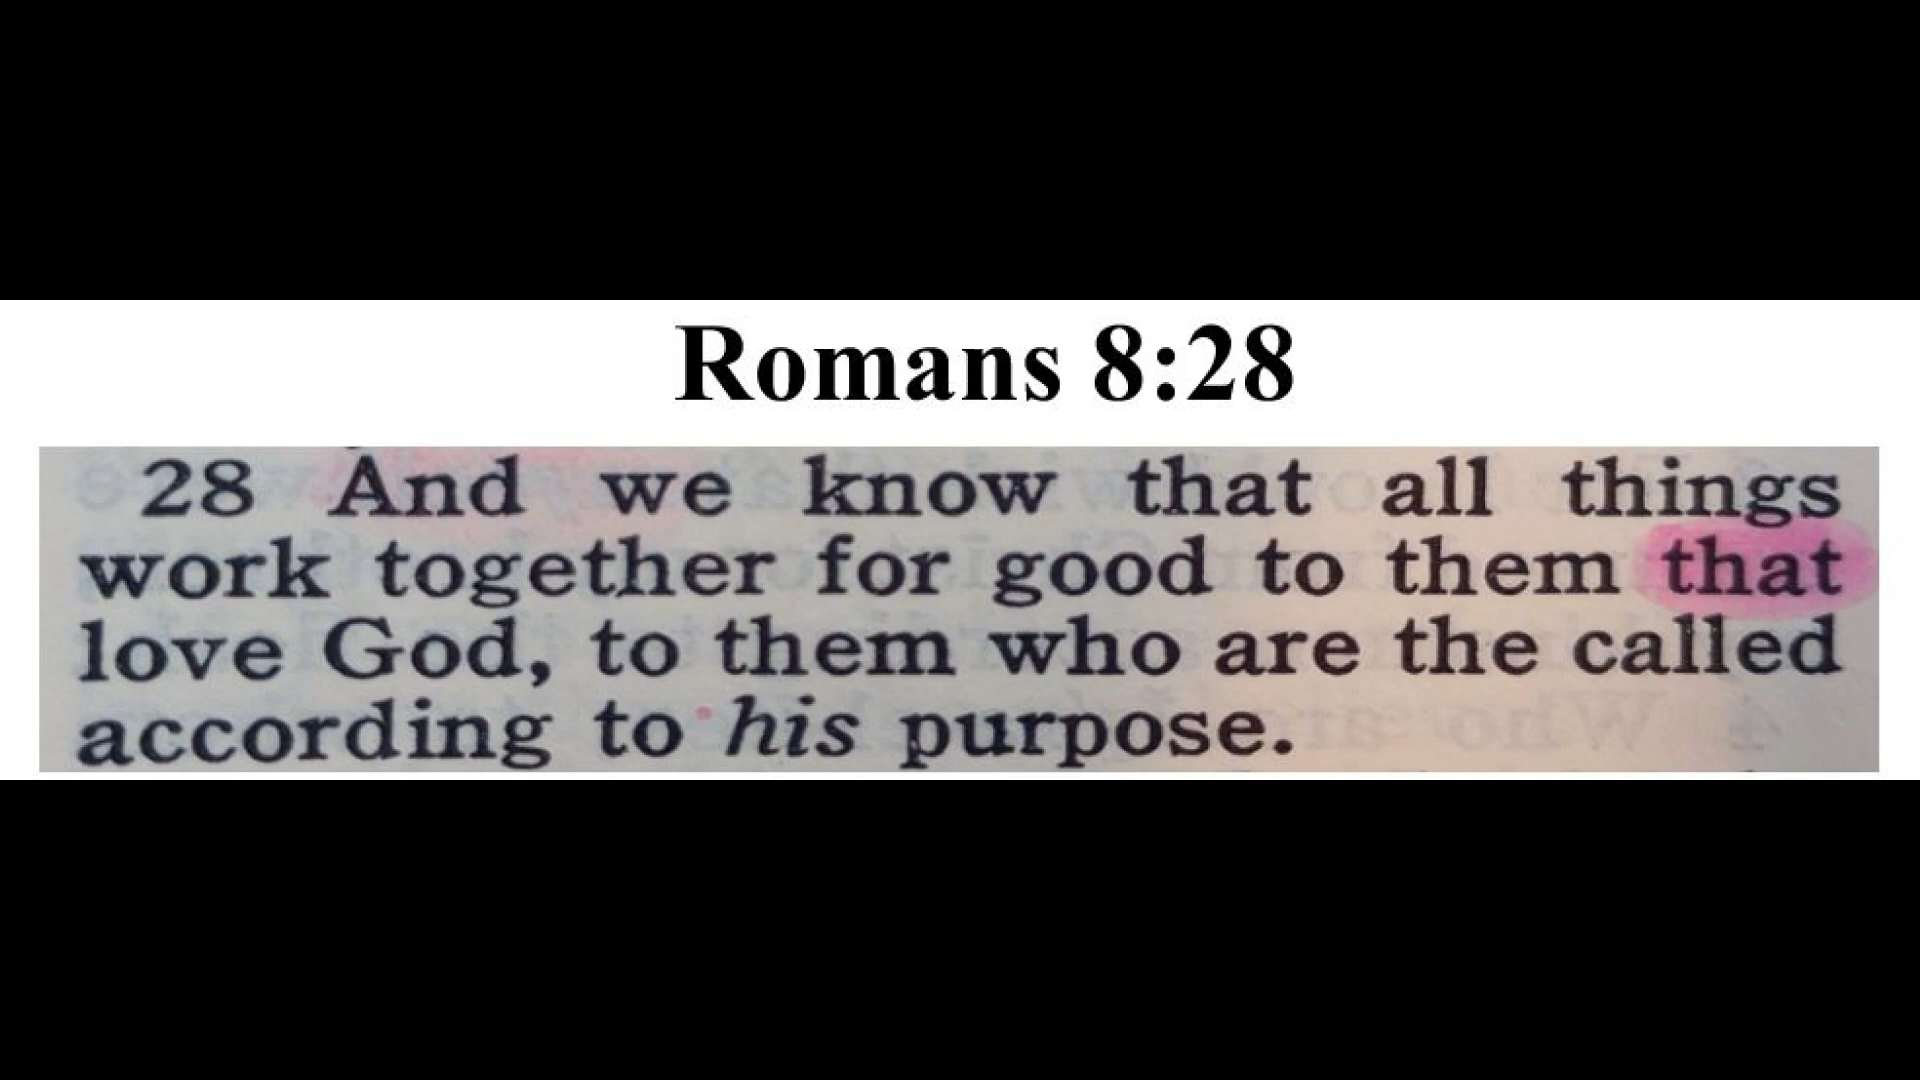 Romans 8:28
28 And we know that all things
work together for good to them that
love God, to them who are the called
according to his purpose.